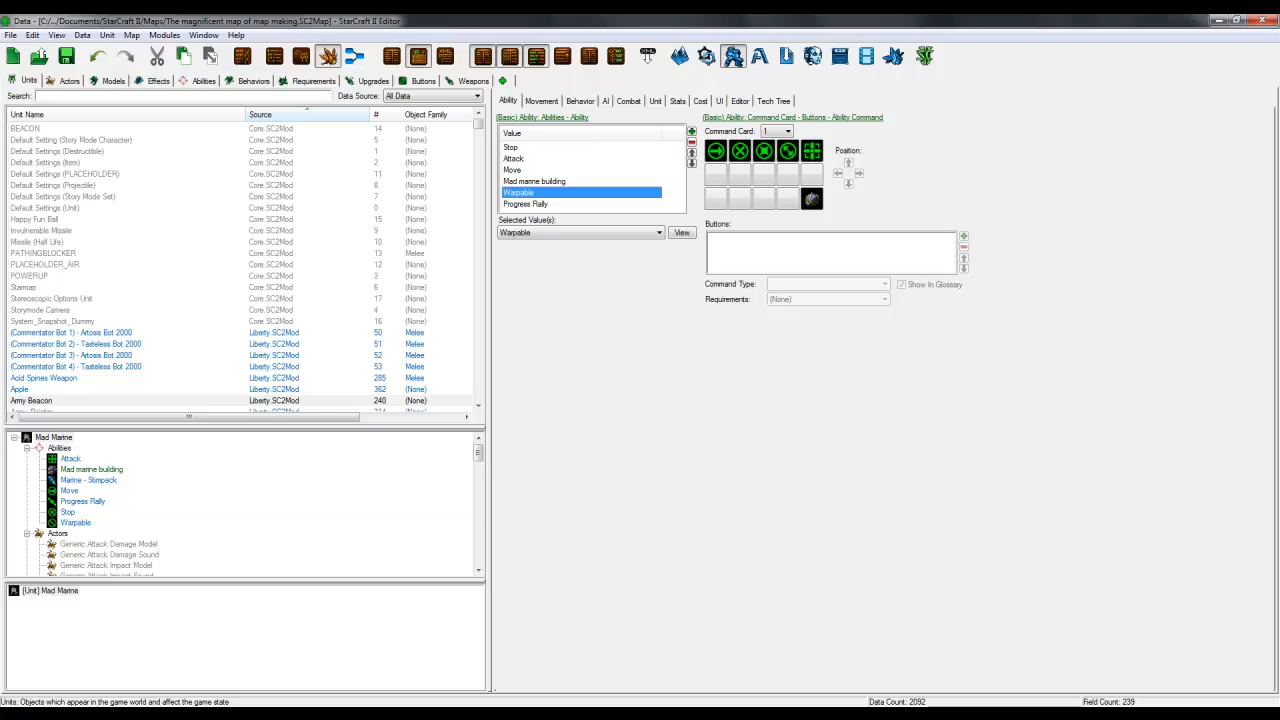 Data - [C:/.../Documents/StarCraft II/Maps/The magnificent map of map making.SC2Map] - StarCraft II Editor
File Edit View Data Unit Map Modules Window Help
Units Actors Models Effects Abilities Behaviors Requirements Upgrades Buttons Weapons
Search: Data Source: All Data
Unit Name Source # Object Family
BEACON Core.SC2Mod 14 (None)
Default Setting (Story Mode Character) Core.SC2Mod 5 (None)
Default Settings (Destructible) Core.SC2Mod 1 (None)
Default Settings (Item) Core.SC2Mod 2 (None)
Default Settings (PLACEHOLDER) Core.SC2Mod 11 (None)
Default Settings (Projectile) Core.SC2Mod 8 (None)
Default Settings (Story Mode Set) Core.SC2Mod 7 (None)
Default Settings (Unit) Core.SC2Mod 0 (None)
Happy Fun Ball Core.SC2Mod 15 (None)
Invulnerable Missile Core.SC2Mod 9 (None)
Missile (Half Life) Core.SC2Mod 10 (None)
PATHINGBLOCKER Core.SC2Mod 13 Melee
PLACEHOLDER_AIR Core.SC2Mod 12 (None)
POWERUP Core.SC2Mod 3 (None)
Starmap Core.SC2Mod 6 (None)
Stereoscopic Options Unit Core.SC2Mod 17 (None)
Storymode Camera Core.SC2Mod 4 (None)
System_Snapshot_Dummy Core.SC2Mod 16 (None)
(Commentator Bot 1) - Artosis Bot 2000 Liberty.SC2Mod 50 Melee
(Commentator Bot 2) - Tasteless Bot 2000 Liberty.SC2Mod 51 Melee
(Commentator Bot 3) - Artosis Bot 2000 Liberty.SC2Mod 52 Melee
(Commentator Bot 4) - Tasteless Bot 2000 Liberty.SC2Mod 53 Melee
Acid Spines Weapon Liberty.SC2Mod 285 Melee
Apple Liberty.SC2Mod 362 (None)
Army Beacon Liberty.SC2Mod 240 (None)
Mad Marine
Abilities
Attack
Mad marine building
Marine - Stimpack
Move
Progress Rally
Stop
Warpable
Actors
Generic Attack Damage Model
Generic Attack Damage Sound
Generic Attack Impact Model
Generic Attack Impact Sound
[Unit] Mad Marine
Ability Movement Behavior AI Combat Unit Stats Cost UI Editor Tech Tree
(Basic) Ability: Abilities - Ability
Value
Stop
Attack
Move
Mad marine building
Warpable
Progress Rally
Selected Value(s):
Warpable View
(Basic) Ability: Command Card - Buttons - Ability Command
Command Card: 1
Position:
Buttons:
Command Type: Show In Glossary
Requirements: (None)
Units: Objects which appear in the game world and affect the game state Data Count: 2092 Field Count: 239